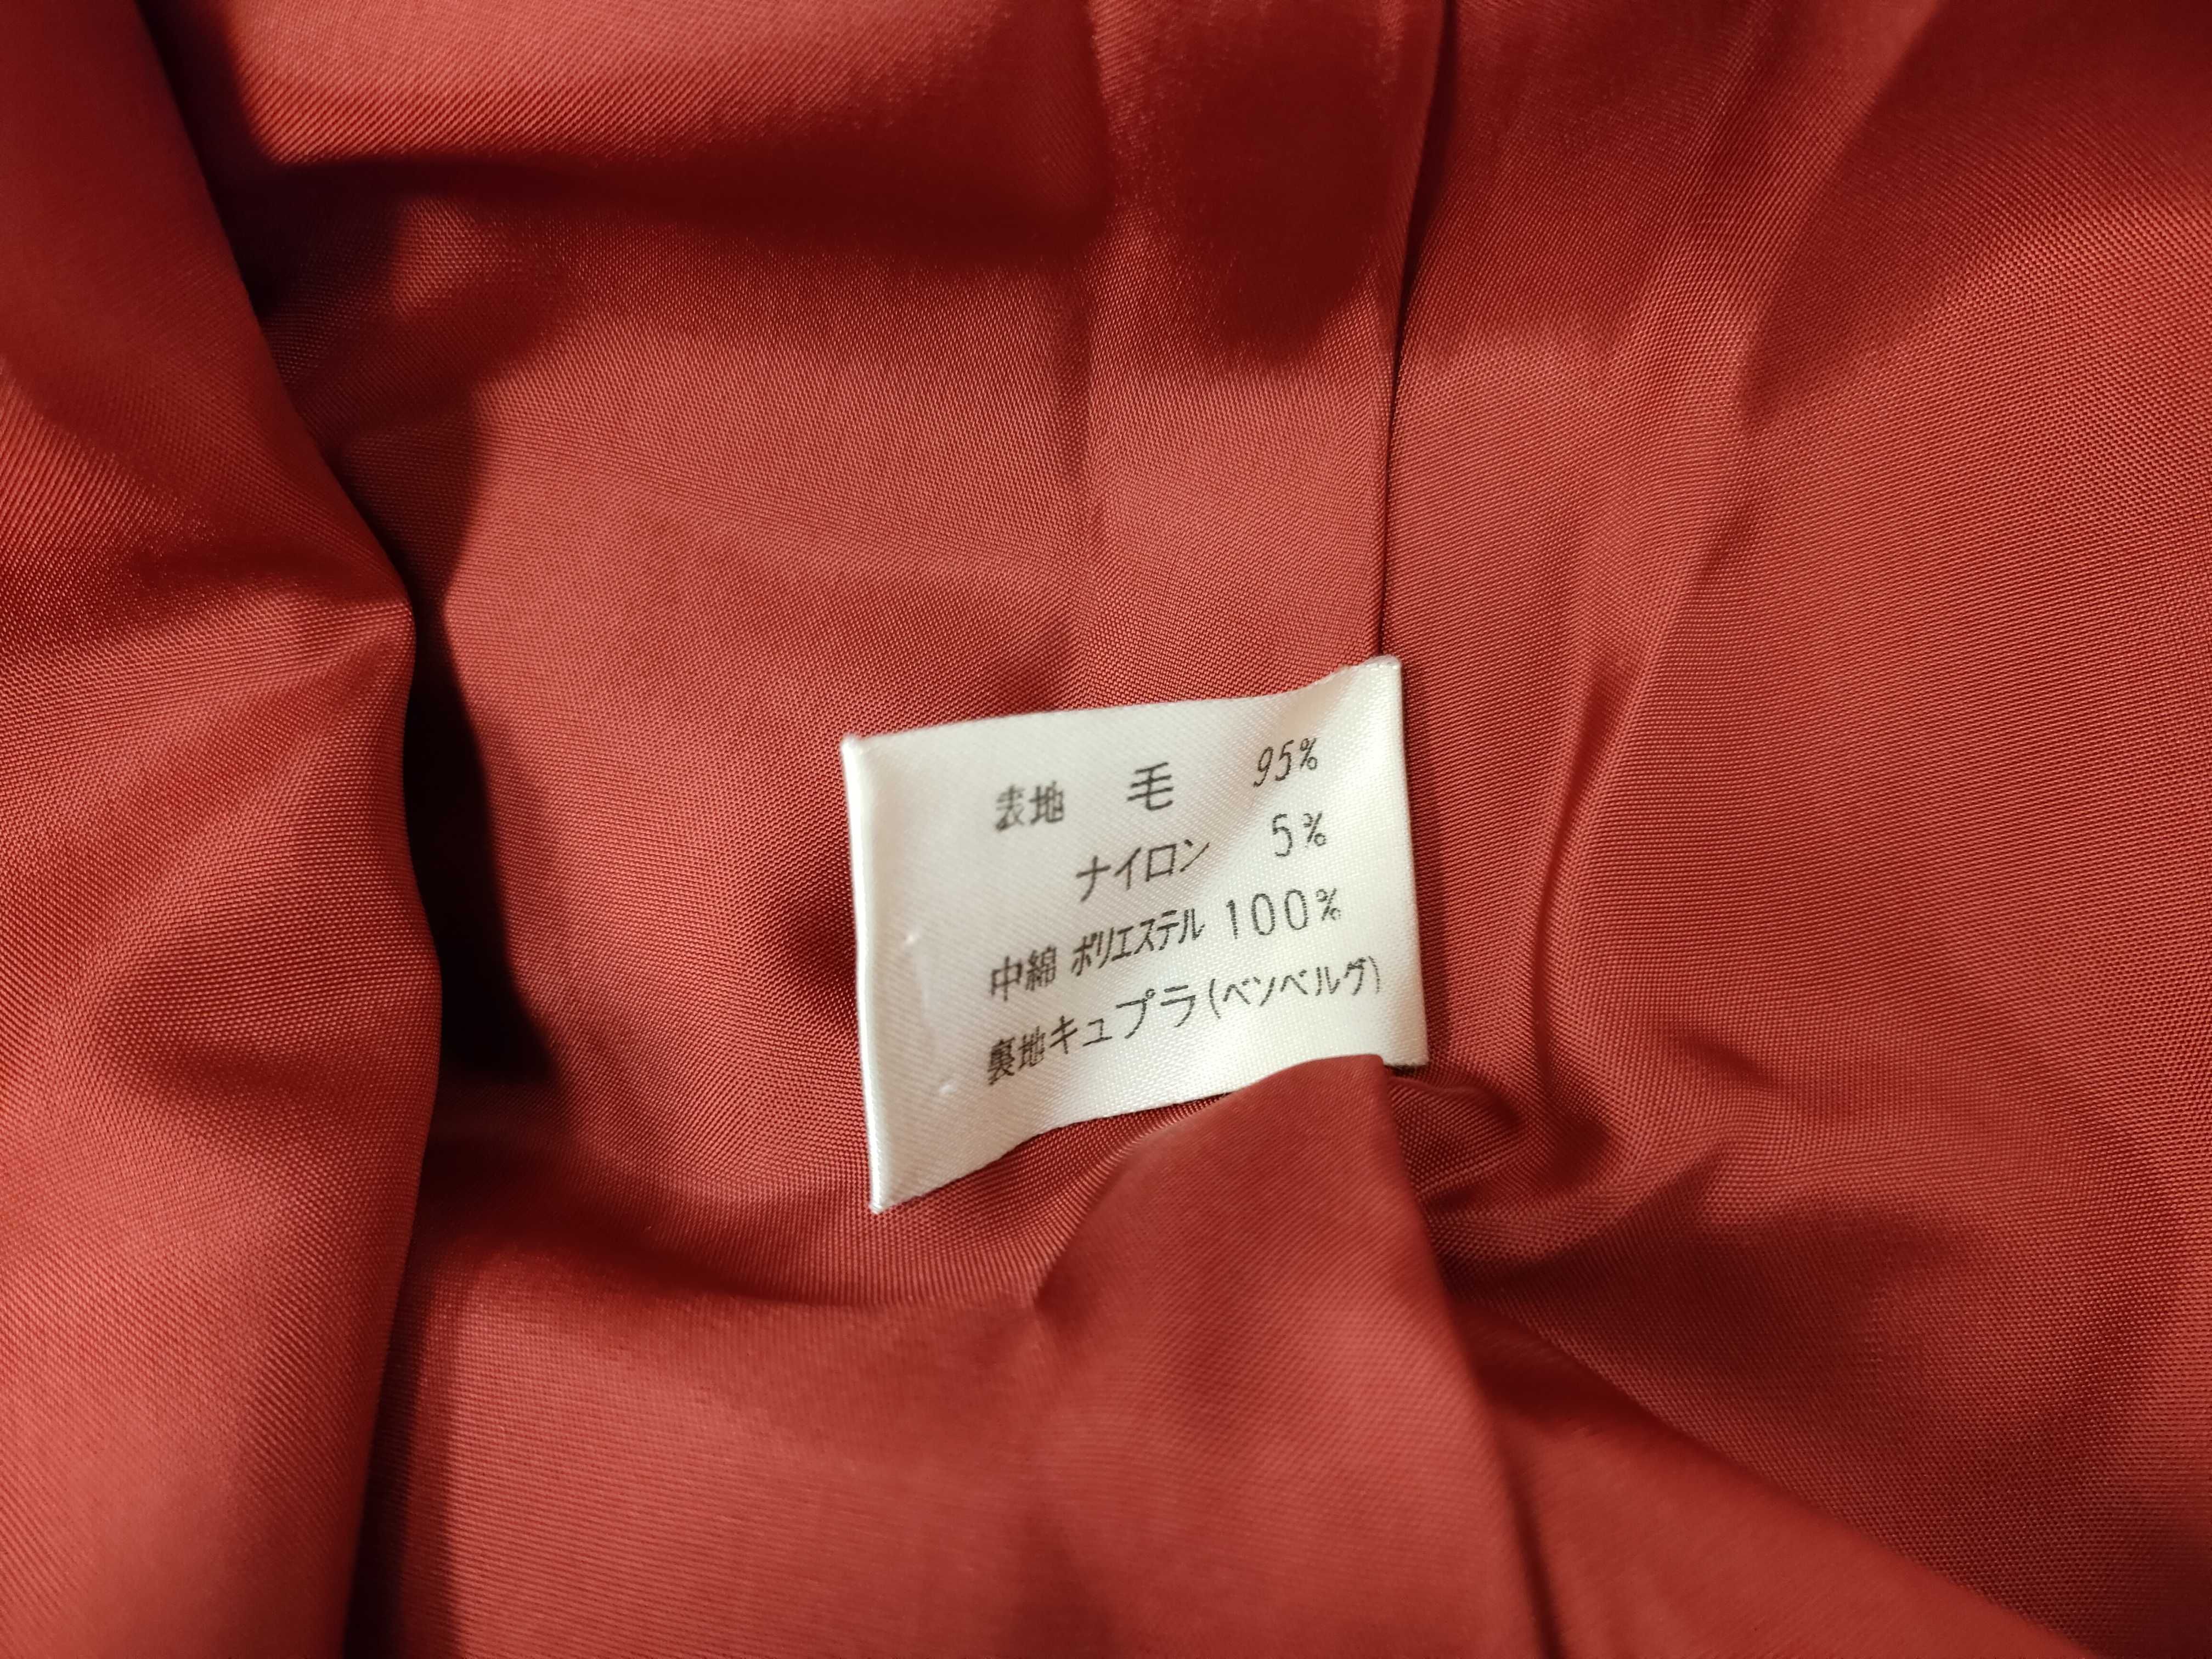 表地 毛 95%
ナイロン 5%
中綿 ポリエステル 100%
裏地キュプラ(ベンベルグ)